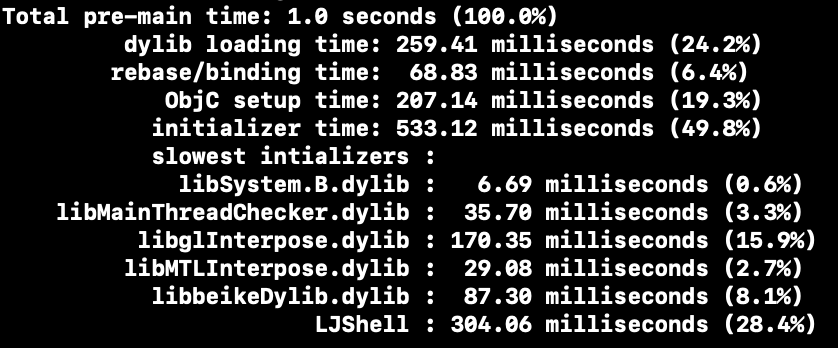 Total pre-main time: 1.0 seconds (100.0%)
dylib loading time: 259.41 milliseconds (24.2%)
rebase/binding time: 68.83 milliseconds (6.4%)
ObjC setup time: 207.14 milliseconds (19.3%)
initializer time: 533.12 milliseconds (49.8%)
slowest intializers :
libSystem.B.dylib : 6.69 milliseconds (0.6%)
libMainThreadChecker.dylib : 35.70 milliseconds (3.3%)
libglInterpose.dylib : 170.35 milliseconds (15.9%)
libMTLInterpose.dylib : 29.08 milliseconds (2.7%)
libbeikeDylib.dylib : 87.30 milliseconds (8.1%)
LJShell : 304.06 milliseconds (28.4%)